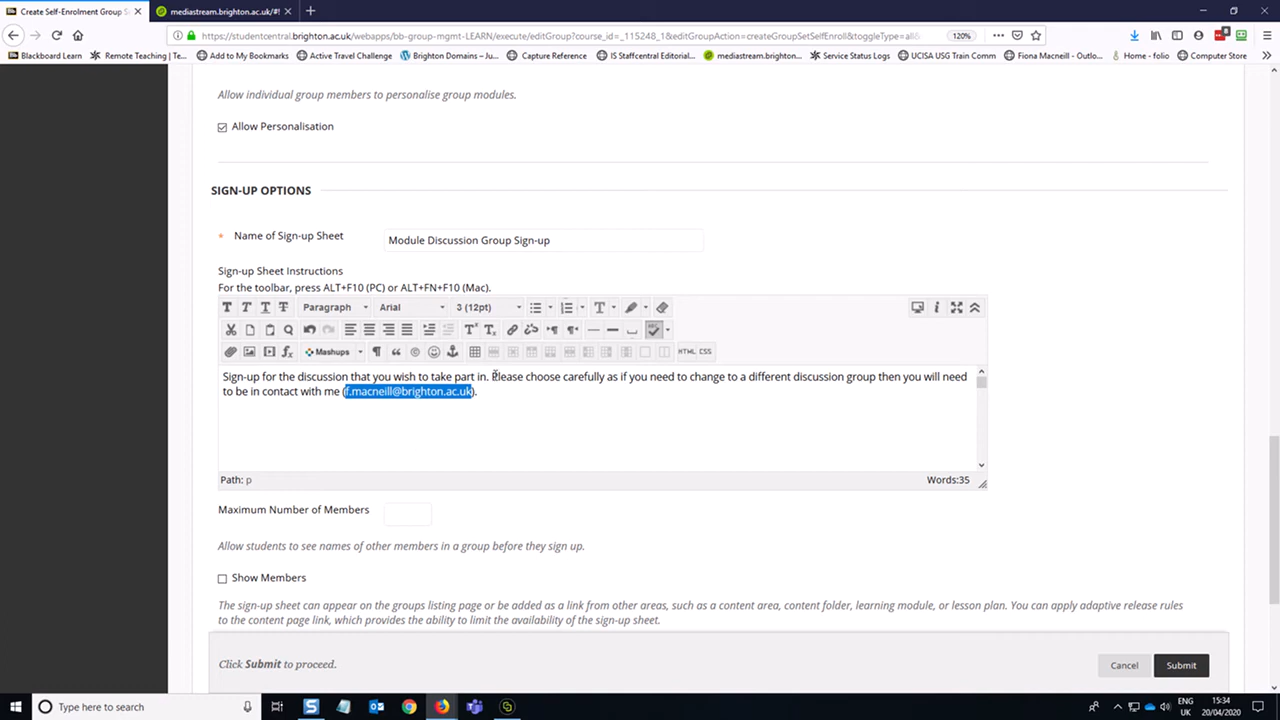 Create Self-Enrolment Group S
mediastream.brighton.ac.uk/#!
https://studentcentral.brighton.ac.uk/webapps/bb-group-mgmt-LEARN/execute/editGroup?course_id=_115248_1&editGroupAction=createGroupSetSelfEnroll&toggleType=all&
120%
Blackboard Learn
Remote Teaching | Te...
Add to My Bookmarks
Active Travel Challenge
Brighton Domains – Ju...
Capture Reference
IS Staffcentral Editorial...
mediastream.brighton...
Service Status Logs
UCISA USG Train Comm
Fiona Macneill - Outlo...
Home - folio
Computer Store
Allow individual group members to personalise group modules.
Allow Personalisation
SIGN-UP OPTIONS
* Name of Sign-up Sheet
Module Discussion Group Sign-up
Sign-up Sheet Instructions
For the toolbar, press ALT+F10 (PC) or ALT+FN+F10 (Mac).
T T T T Paragraph Arial 3 (12pt)
Mashups
HTML CSS
Sign-up for the discussion that you wish to take part in. Please choose carefully as if you need to change to a different discussion group then you will need
to be in contact with me (f.macneill@brighton.ac.uk).
Path: p
Words:35
Maximum Number of Members
Allow students to see names of other members in a group before they sign up.
Show Members
The sign-up sheet can appear on the groups listing page or be added as a link from other areas, such as a content area, content folder, learning module, or lesson plan. You can apply adaptive release rules
to the content page link, which provides the ability to limit the availability of the sign-up sheet.
Click Submit to proceed.
Cancel
Submit
Type here to search
ENG
UK
15:34
20/04/2020